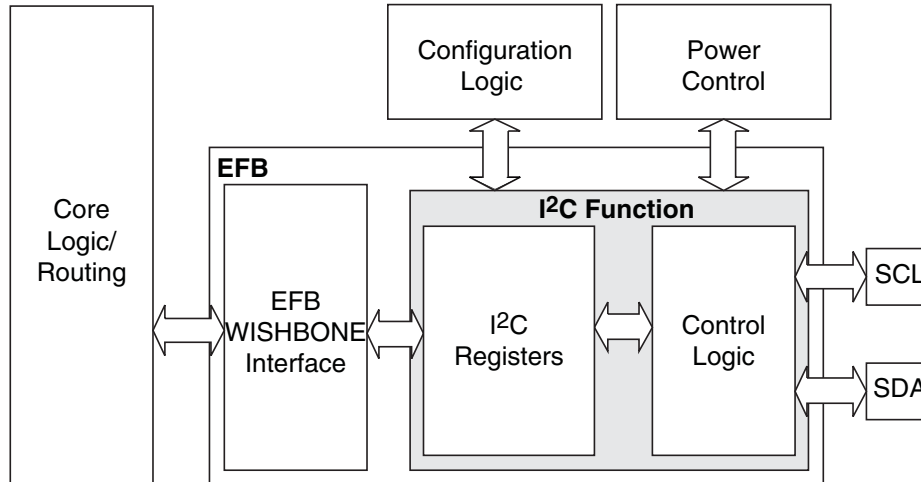 Configuration
Logic
Power
Control
EFB
Core
Logic/
Routing
I²C Function
EFB
WISHBONE
Interface
I²C
Registers
Control
Logic
SCL
SDA